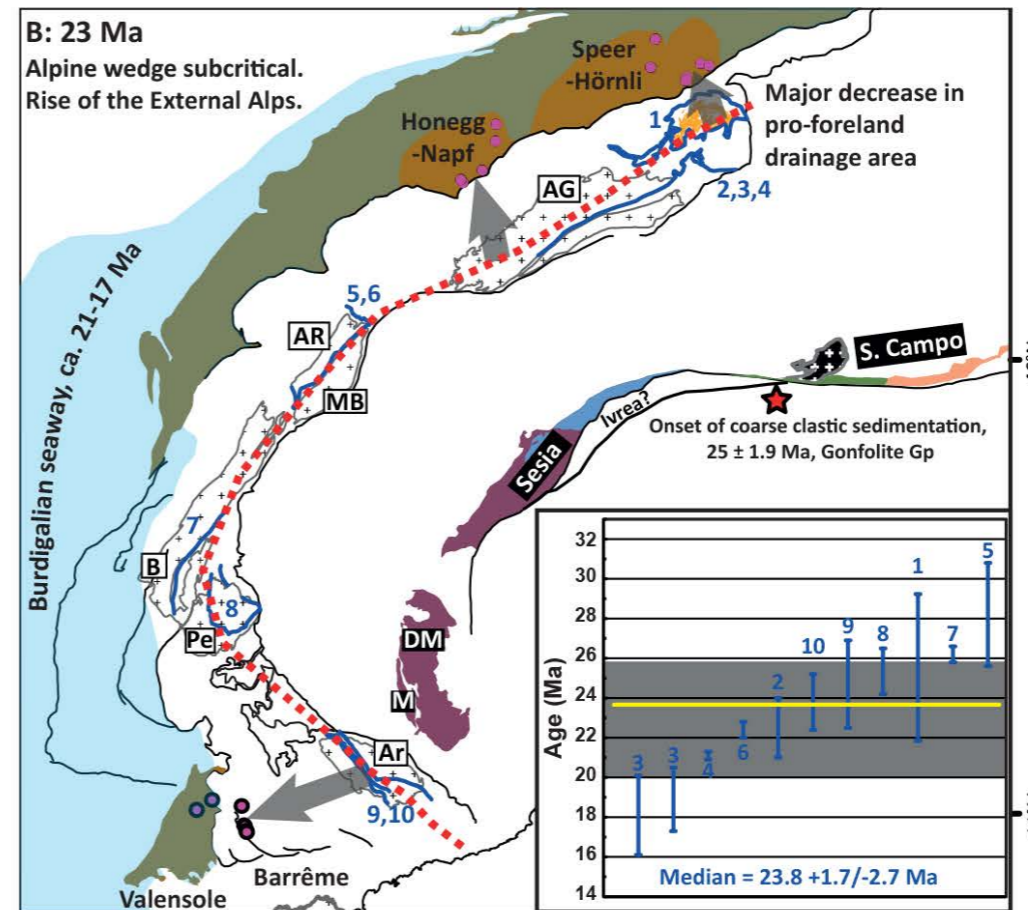 B: 23 Ma
Alpine wedge subcritical.
Rise of the External Alps.
Speer
-Hörnli
Honegg
-Napf
Major decrease in
pro-foreland
drainage area
1
2,3,4
AG
Burdigalian seaway, ca. 21-17 Ma
5,6
AR
MB
S. Campo
Ivrea?
Sesia
Onset of coarse clastic sedimentation,
25 ± 1.9 Ma, Gonfolite Gp
7
B
8
Pe
DM
M
Ar
9,10
Barrême
Valensole
Age (Ma)
32
30
28
26
24
22
20
18
16
14
3
3
4
6
2
10
9
8
1
7
5
Median = 23.8 +1.7/-2.7 Ma